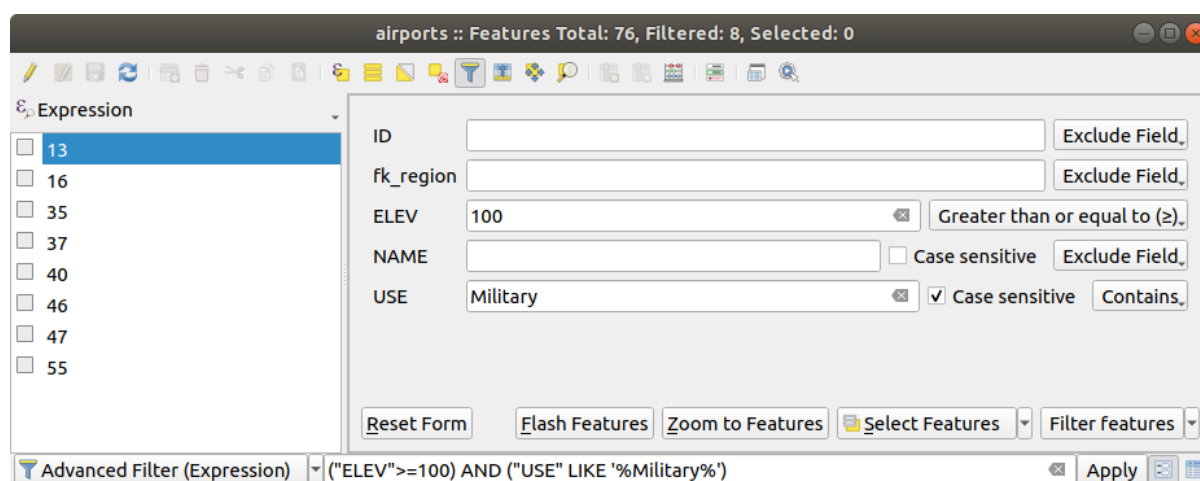 airports :: Features Total: 76, Filtered: 8, Selected: 0
Expression
13
16
35
37
40
46
47
55
ID Exclude Field
fk_region Exclude Field
ELEV 100 Greater than or equal to (≥)
NAME Case sensitive Exclude Field
USE Military Case sensitive Contains
Reset Form Flash Features Zoom to Features Select Features Filter features
Advanced Filter (Expression) ("ELEV">=100) AND ("USE" LIKE '%Military%') Apply